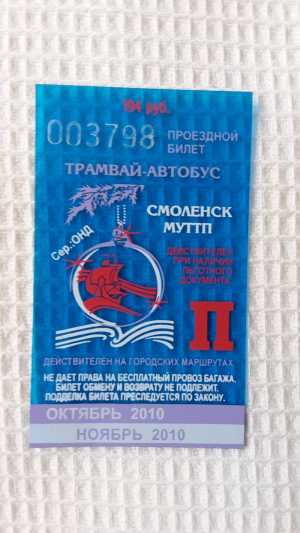 194 руб.
003798 ПРОЕЗДНОЙ
БИЛЕТ
ТРАМВАЙ-АВТОБУС
Сер.:ОНД
СМОЛЕНСК
МУТТП
ДЕЙСТВИТЕЛЕН
ПРИ НАЛИЧИИ
ЛЬГОТНОГО
ДОКУМЕНТА
П
ДЕЙСТВИТЕЛЕН НА ГОРОДСКИХ МАРШРУТАХ
НЕ ДАЕТ ПРАВА НА БЕСПЛАТНЫЙ ПРОВОЗ БАГАЖА.
БИЛЕТ ОБМЕНУ И ВОЗВРАТУ НЕ ПОДЛЕЖИТ.
ПОДДЕЛКА БИЛЕТА ПРЕСЛЕДУЕТСЯ ПО ЗАКОНУ.
ОКТЯБРЬ 2010
НОЯБРЬ 2010